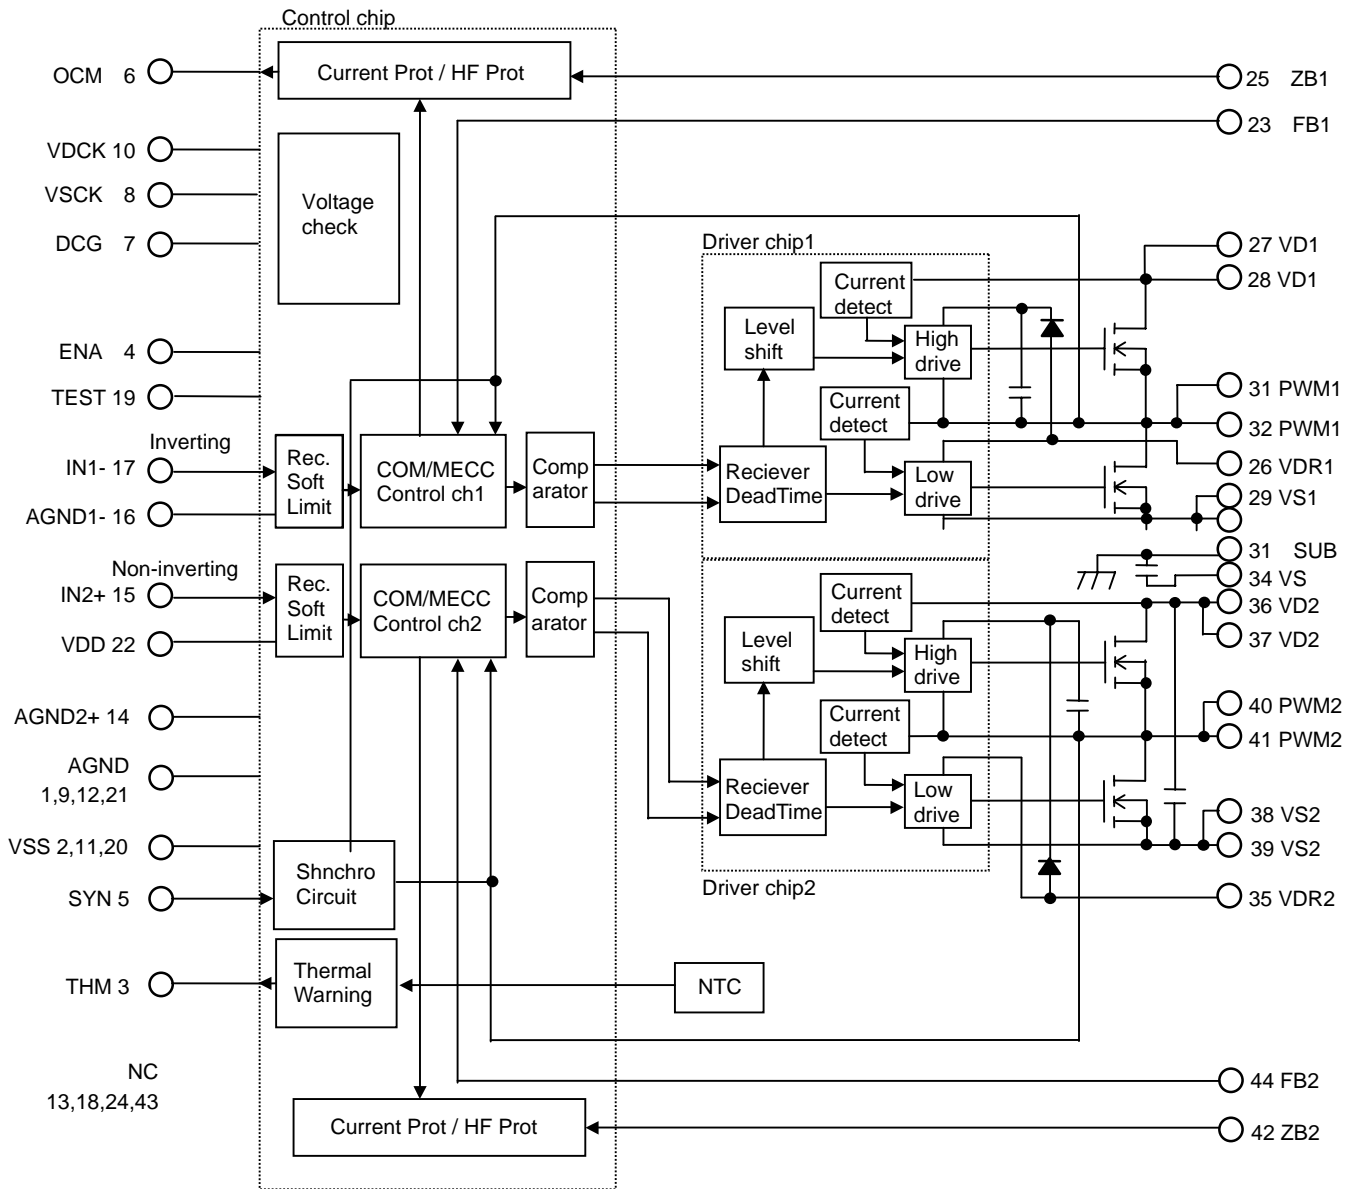 Control chip
OCM 6
Current Prot / HF Prot
25 ZB1
23 FB1
VDCK 10
VSCK 8
DCG 7
Voltage
check
Driver chip1
27 VD1
28 VD1
Current
detect
Level
shift
High
drive
ENA 4
TEST 19
31 PWM1
32 PWM1
Current
detect
Inverting
IN1- 17
AGND1- 16
Rec.
Soft
Limit
COM/MECC
Control ch1
Comp
arator
Reciever
DeadTime
Low
drive
26 VDR1
29 VS1
31 SUB
34 VS
36 VD2
37 VD2
Non-inverting
IN2+ 15
VDD 22
Rec.
Soft
Limit
COM/MECC
Control ch2
Comp
arator
Current
detect
Level
shift
High
drive
AGND2+ 14
AGND
1,9,12,21
Current
detect
40 PWM2
41 PWM2
Reciever
DeadTime
Low
drive
38 VS2
39 VS2
VSS 2,11,20
SYN 5
Shnchro
Circuit
Driver chip2
35 VDR2
THM 3
Thermal
Warning
NTC
NC
13,18,24,43
44 FB2
Current Prot / HF Prot
42 ZB2